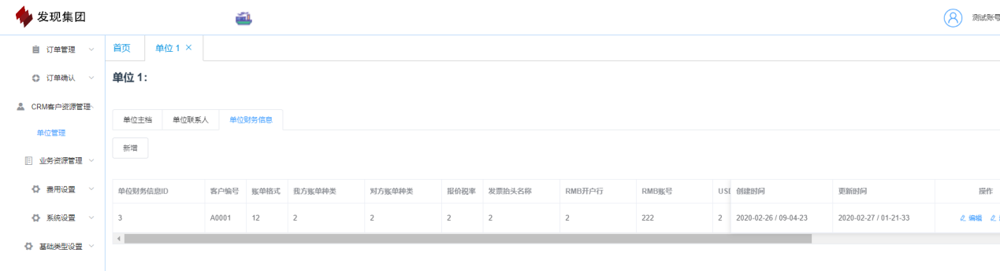 发现集团
测试账号
订单管理
订单确认
CRM客户资源管理
单位管理
业务资源管理
费用设置
系统设置
基础类型设置
首页 单位 1 ×
单位 1:
单位主档 单位联系人 单位财务信息
新增
单位财务信息ID 客户编号 账单格式 我方账单种类 对方账单种类 报价税率 发票抬头名称 RMB开户行 RMB账号 USD 创建时间 更新时间 操作
3 A0001 12 2 2 2 2 2 222 2 2020-02-26 / 09-04-23 2020-02-27 / 01-21-33 编辑